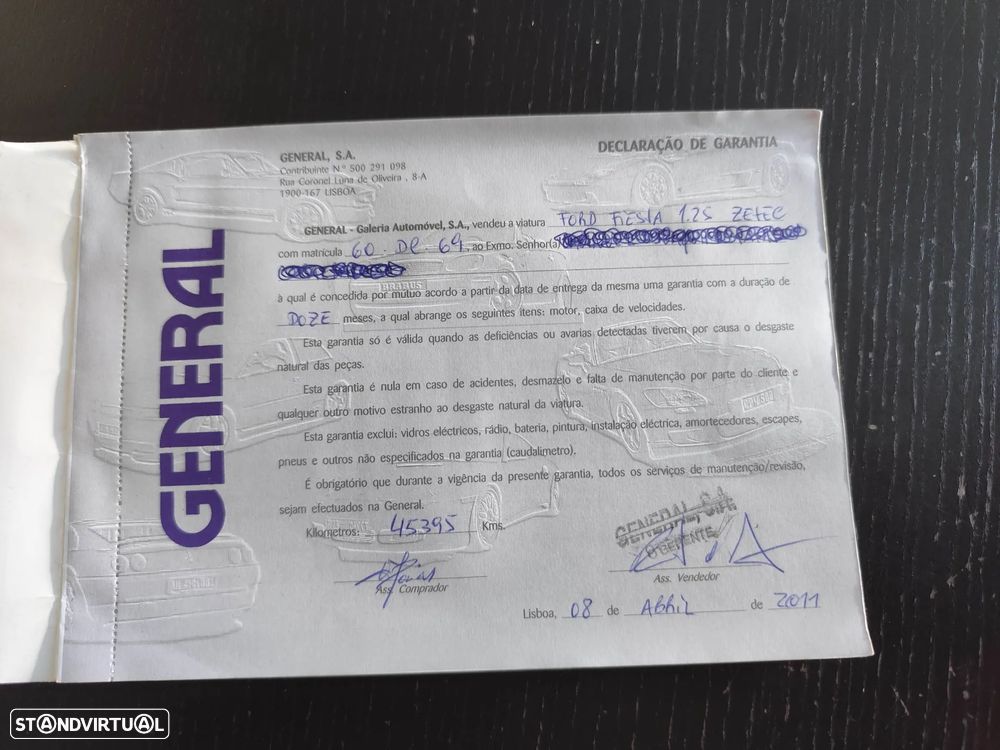 GENERAL
GENERAL, S.A.
Contribuinte N.º 500 291 098
Rua Coronel Luna de Oliveira , 8-A
1900-167 LISBOA
DECLARAÇÃO DE GARANTIA
GENERAL - Galeria Automóvel, S.A., vendeu a viatura FORD FIESTA 1.25 ZETEC
com matrícula 60-DR-64, ao Exmo. Senhor(a)
à qual é concedida por mútuo acordo a partir da data de entrega da mesma uma garantia com a duração de
DOZE meses, a qual abrange os seguintes ítens: motor, caixa de velocidades.
Esta garantia só é válida quando as deficiências ou avarias detectadas tiverem por causa o desgaste
natural das peças.
Esta garantia é nula em caso de acidentes, desmazelo e falta de manutenção por parte do cliente e
qualquer outro motivo estranho ao desgaste natural da viatura.
Esta garantia exclui: vidros eléctricos, rádio, bateria, pintura, instalação eléctrica, amortecedores, escapes,
pneus e outros não especificados na garantia (caudalimetro).
É obrigatório que durante a vigência da presente garantia, todos os serviços de manutenção/revisão,
sejam efectuados na General.
Kilometros: 45395 Kms.
GENERAL, S.A.
O GERENTE
Ass. Comprador
Ass. Vendedor
Lisboa, 08 de Abril de 2011
BRABUS
STANDVIRTUAL